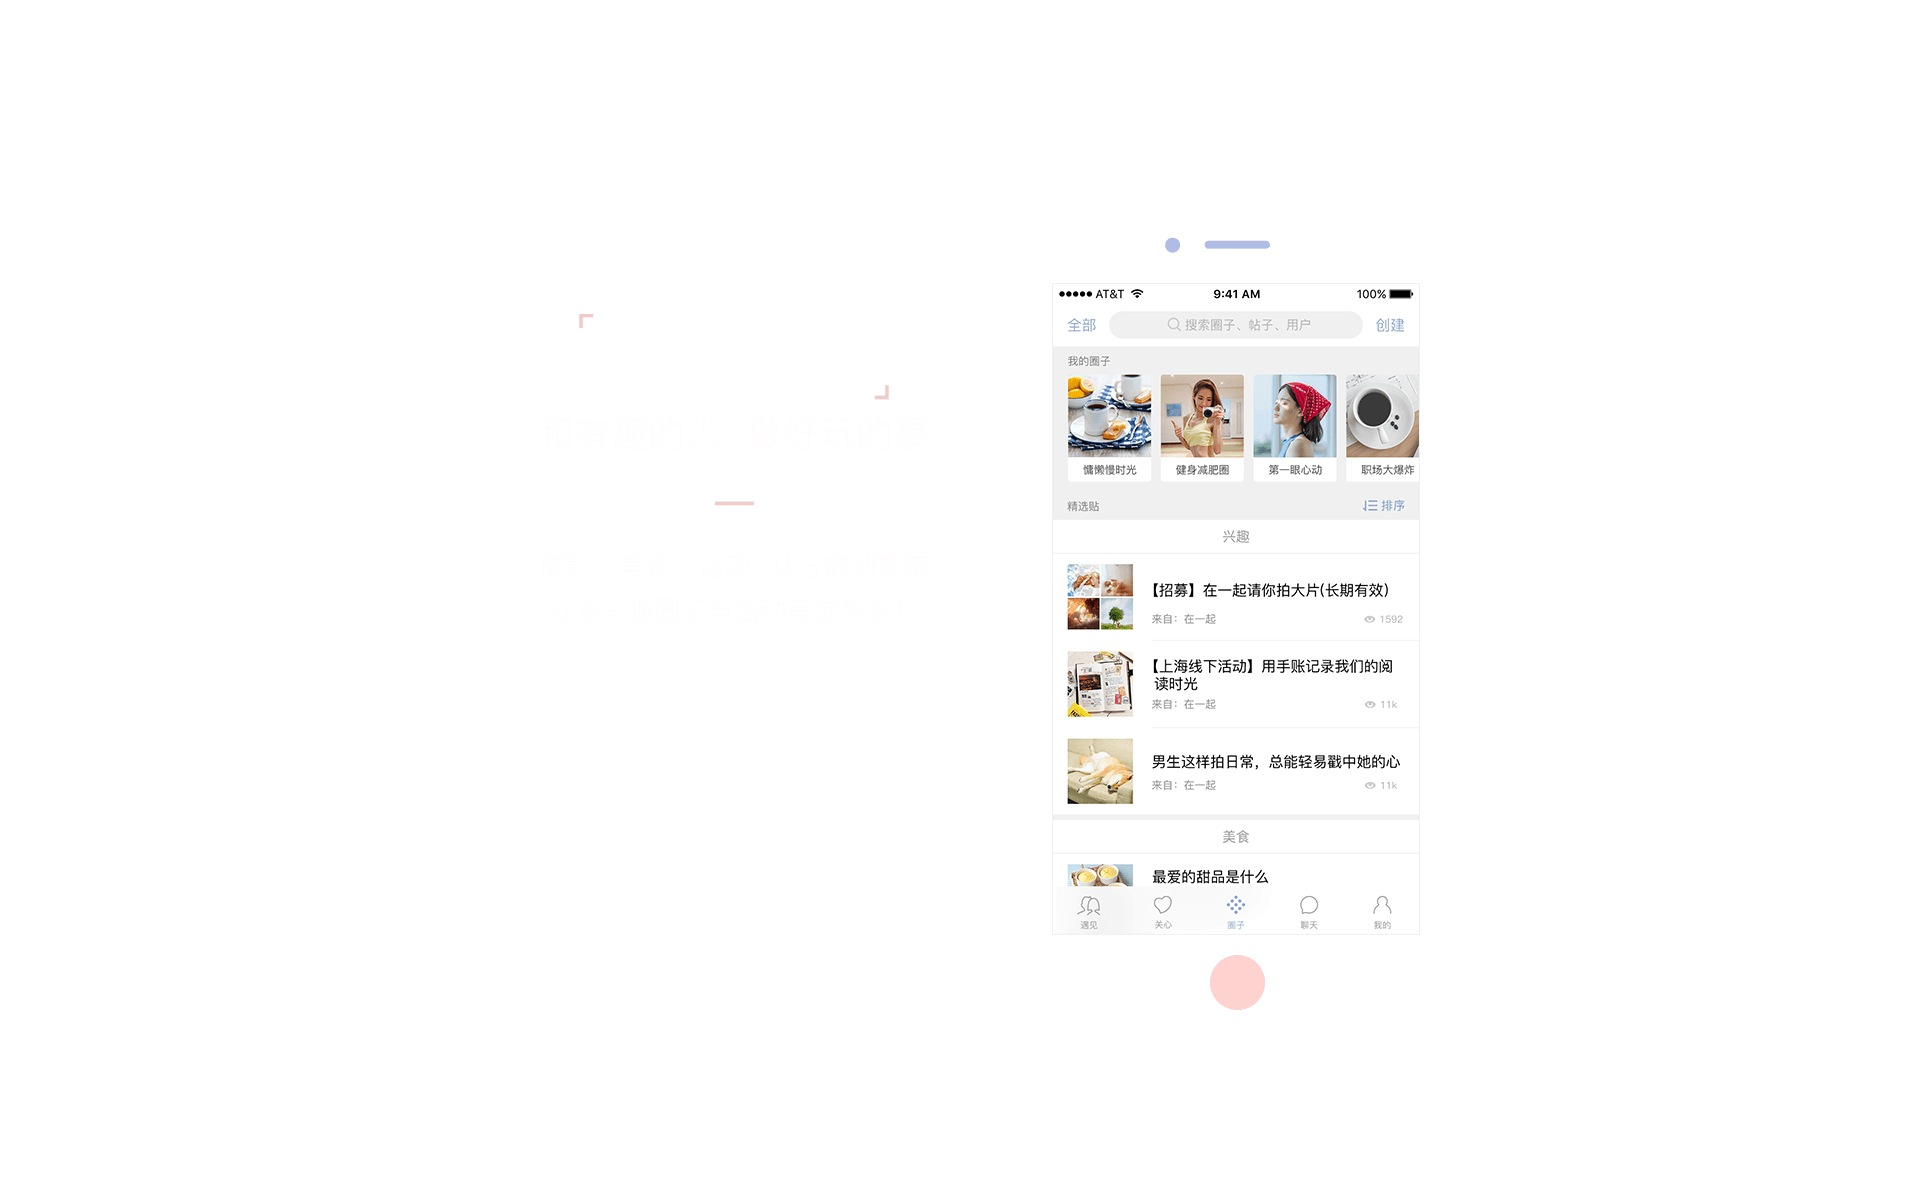 AT&T
9:41 AM
100%
全部
搜索圈子、帖子、用户
创建
我的圈子
慵懒慢时光
健身减肥圈
第一眼心动
职场大爆炸
精选贴
排序
兴趣
【招募】在一起请你拍大片(长期有效)
来自：在一起
1592
【上海线下活动】用手账记录我们的阅
读时光
来自：在一起
11k
男生这样拍日常，总能轻易戳中她的心
来自：在一起
11k
美食
最爱的甜品是什么
遇见
关心
圈子
聊天
我的